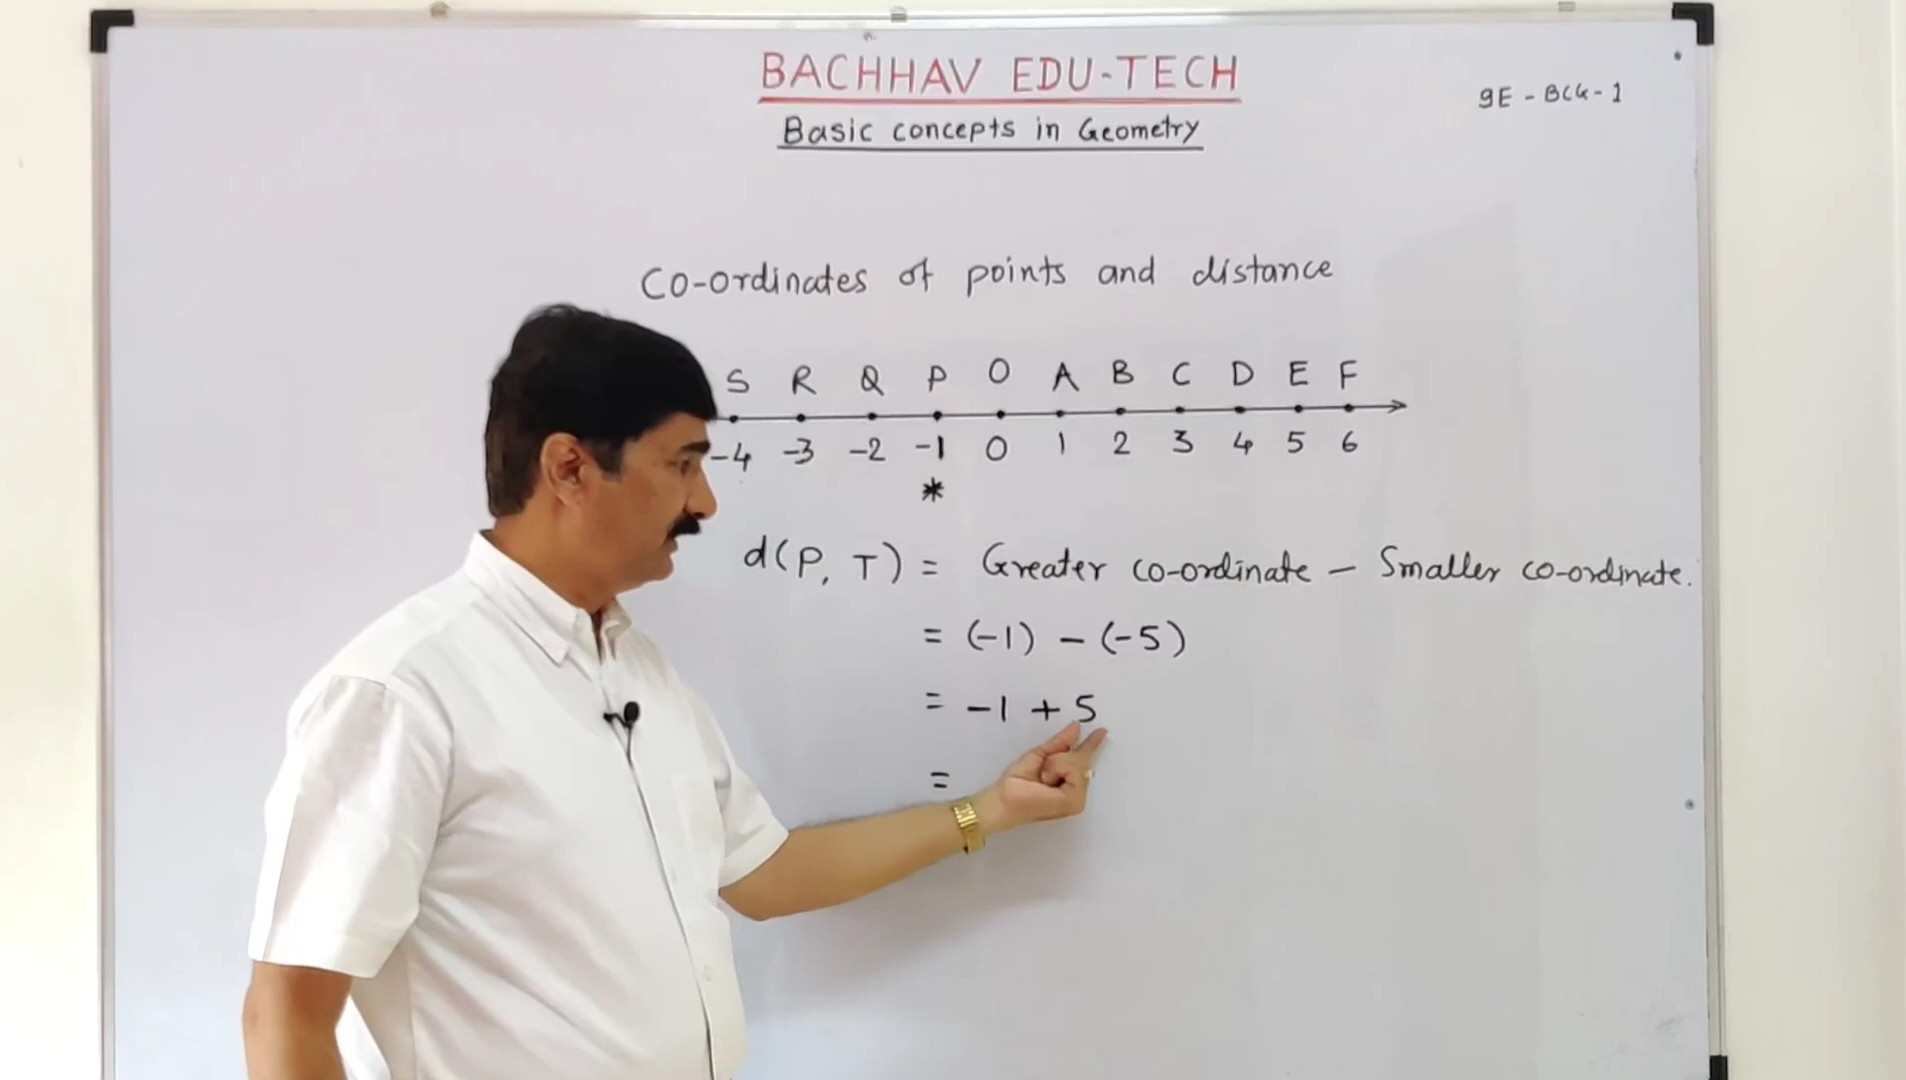 BACHHAV EDU-TECH
9E - BCG - 1
Basic concepts in Geometry
Co-ordinates of points and distance
S R Q P O A B C D E F
-4 -3 -2 -1 0 1 2 3 4 5 6
*
d(P, T) = Greater co-ordinate - Smaller co-ordinate.
= (-1) - (-5)
= -1 + 5
=